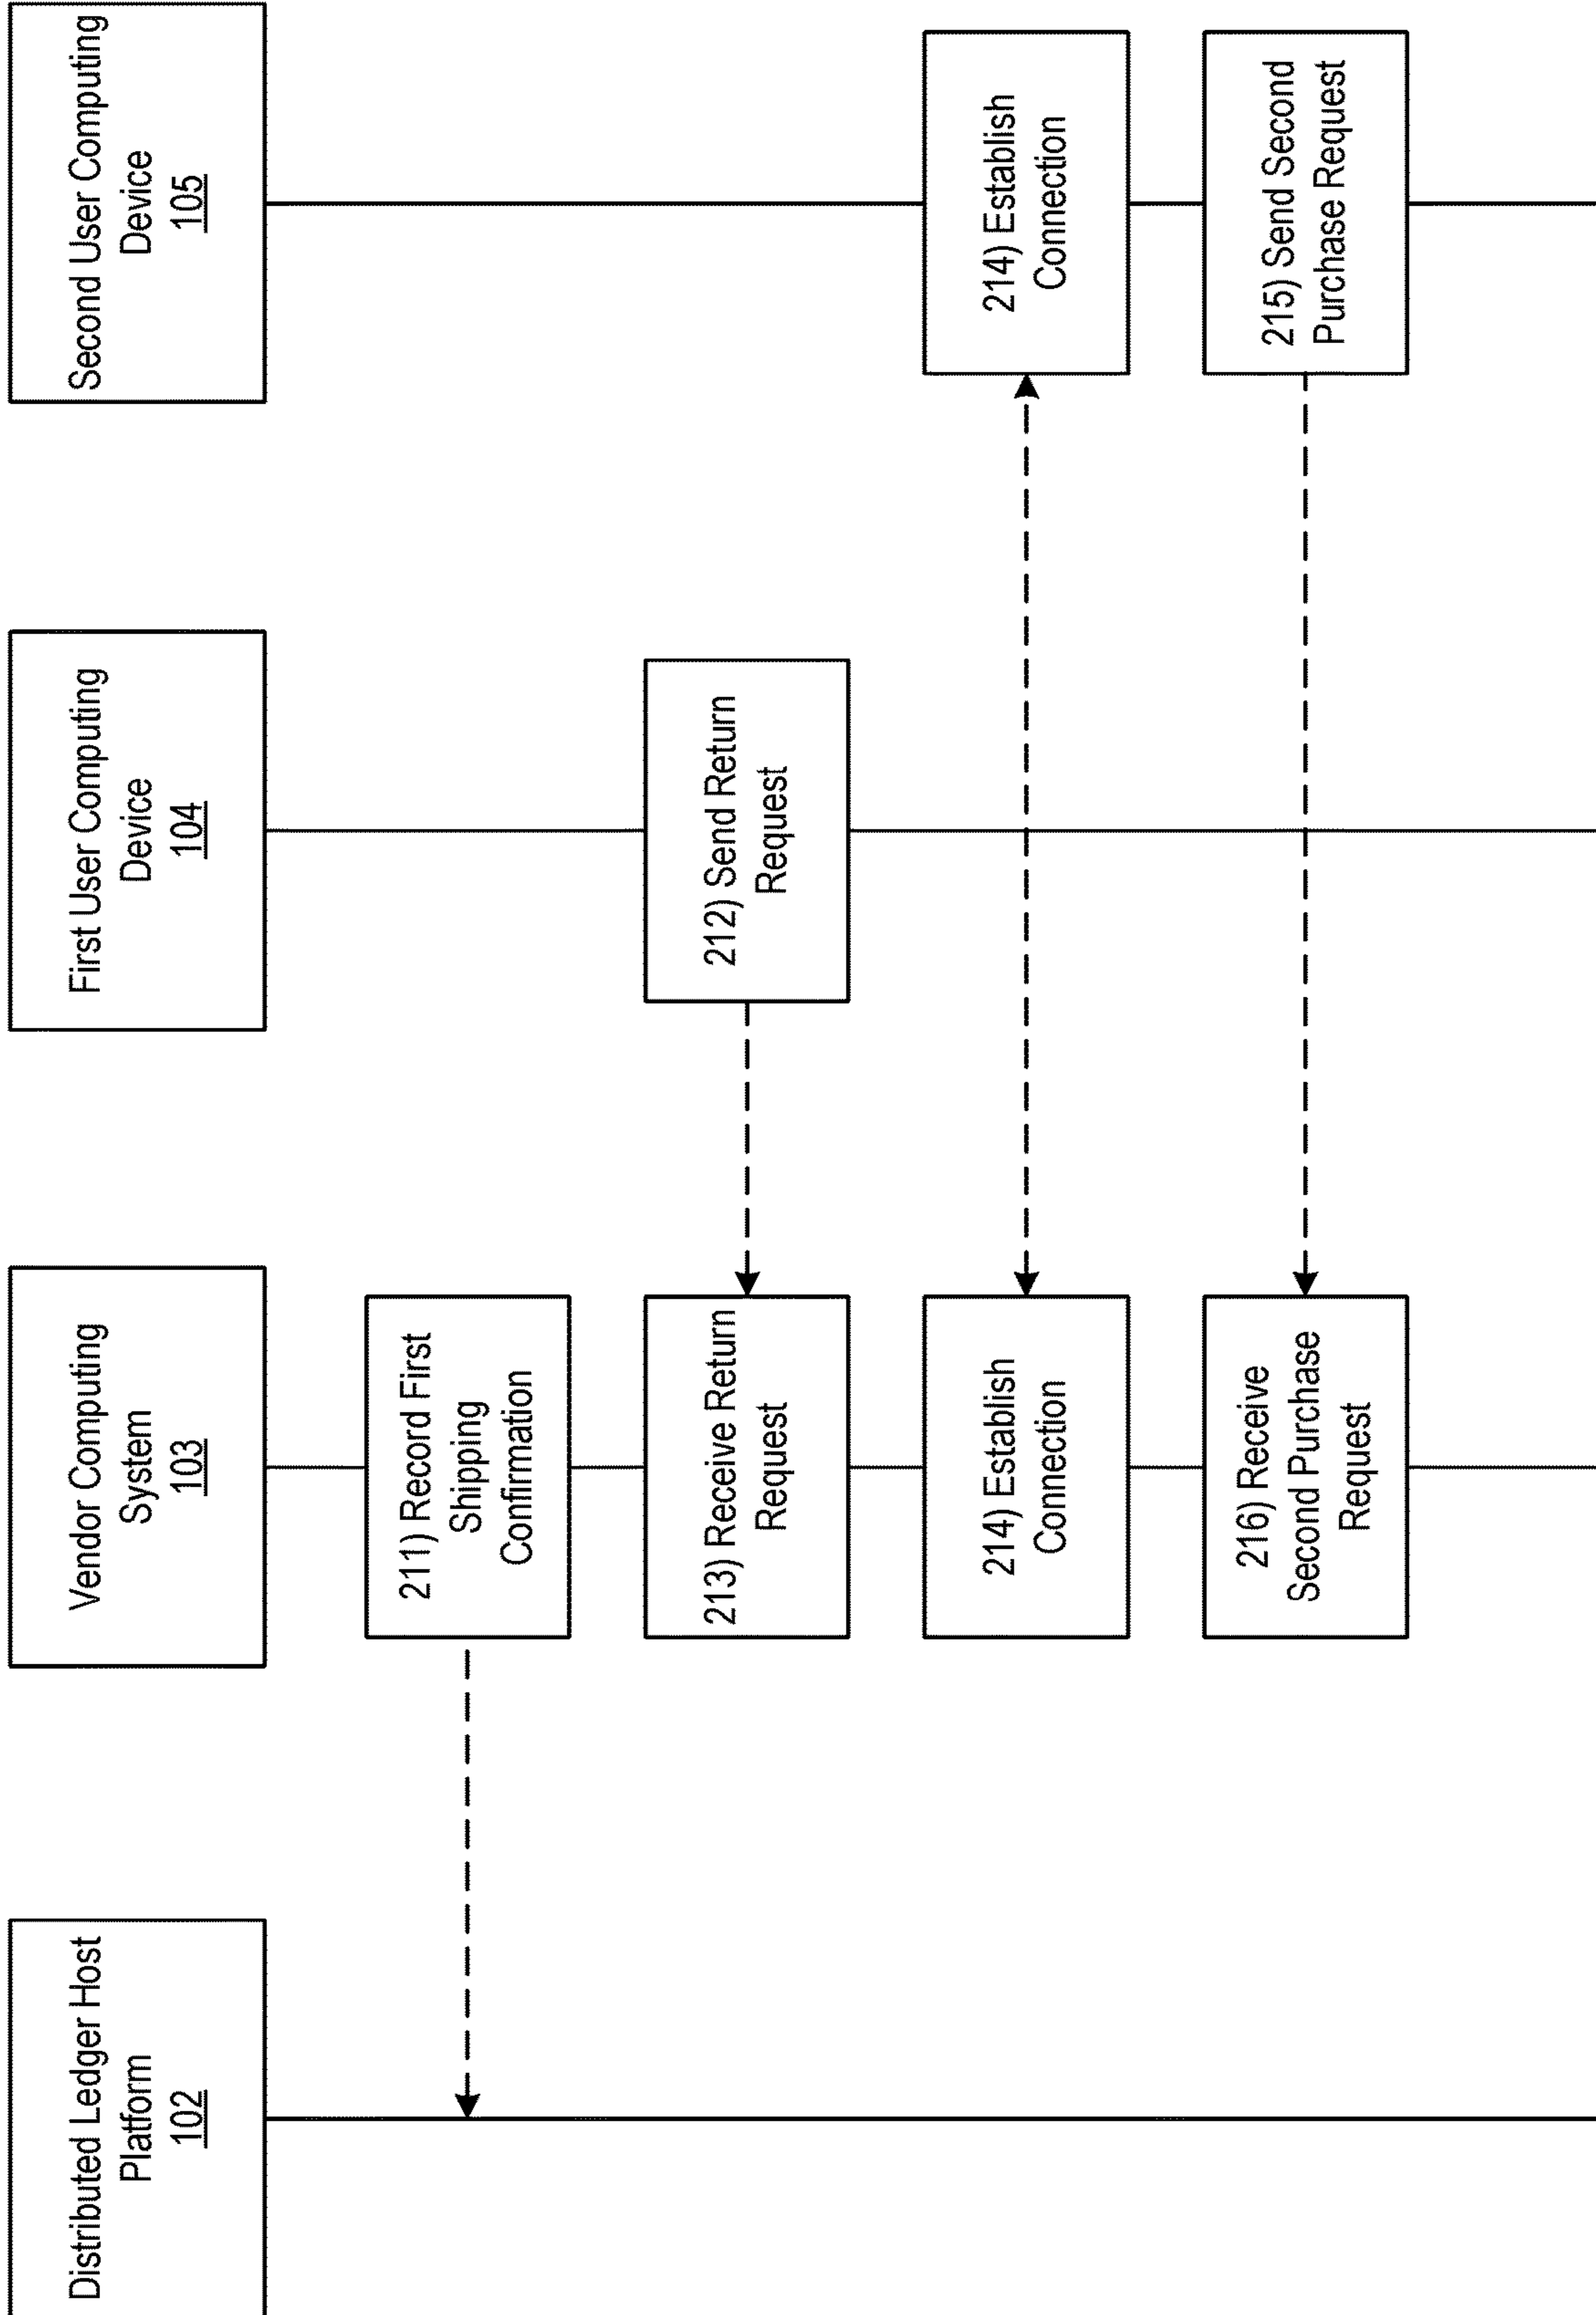 Distributed Ledger Host
Platform
102
Vendor Computing
System
103
First User Computing
Device
104
Second User Computing
Device
105
211) Record First
Shipping
Confirmation
213) Receive Return
Request
212) Send Return
Request
214) Establish
Connection
214) Establish
Connection
216) Receive
Second Purchase
Request
215) Send Second
Purchase Request